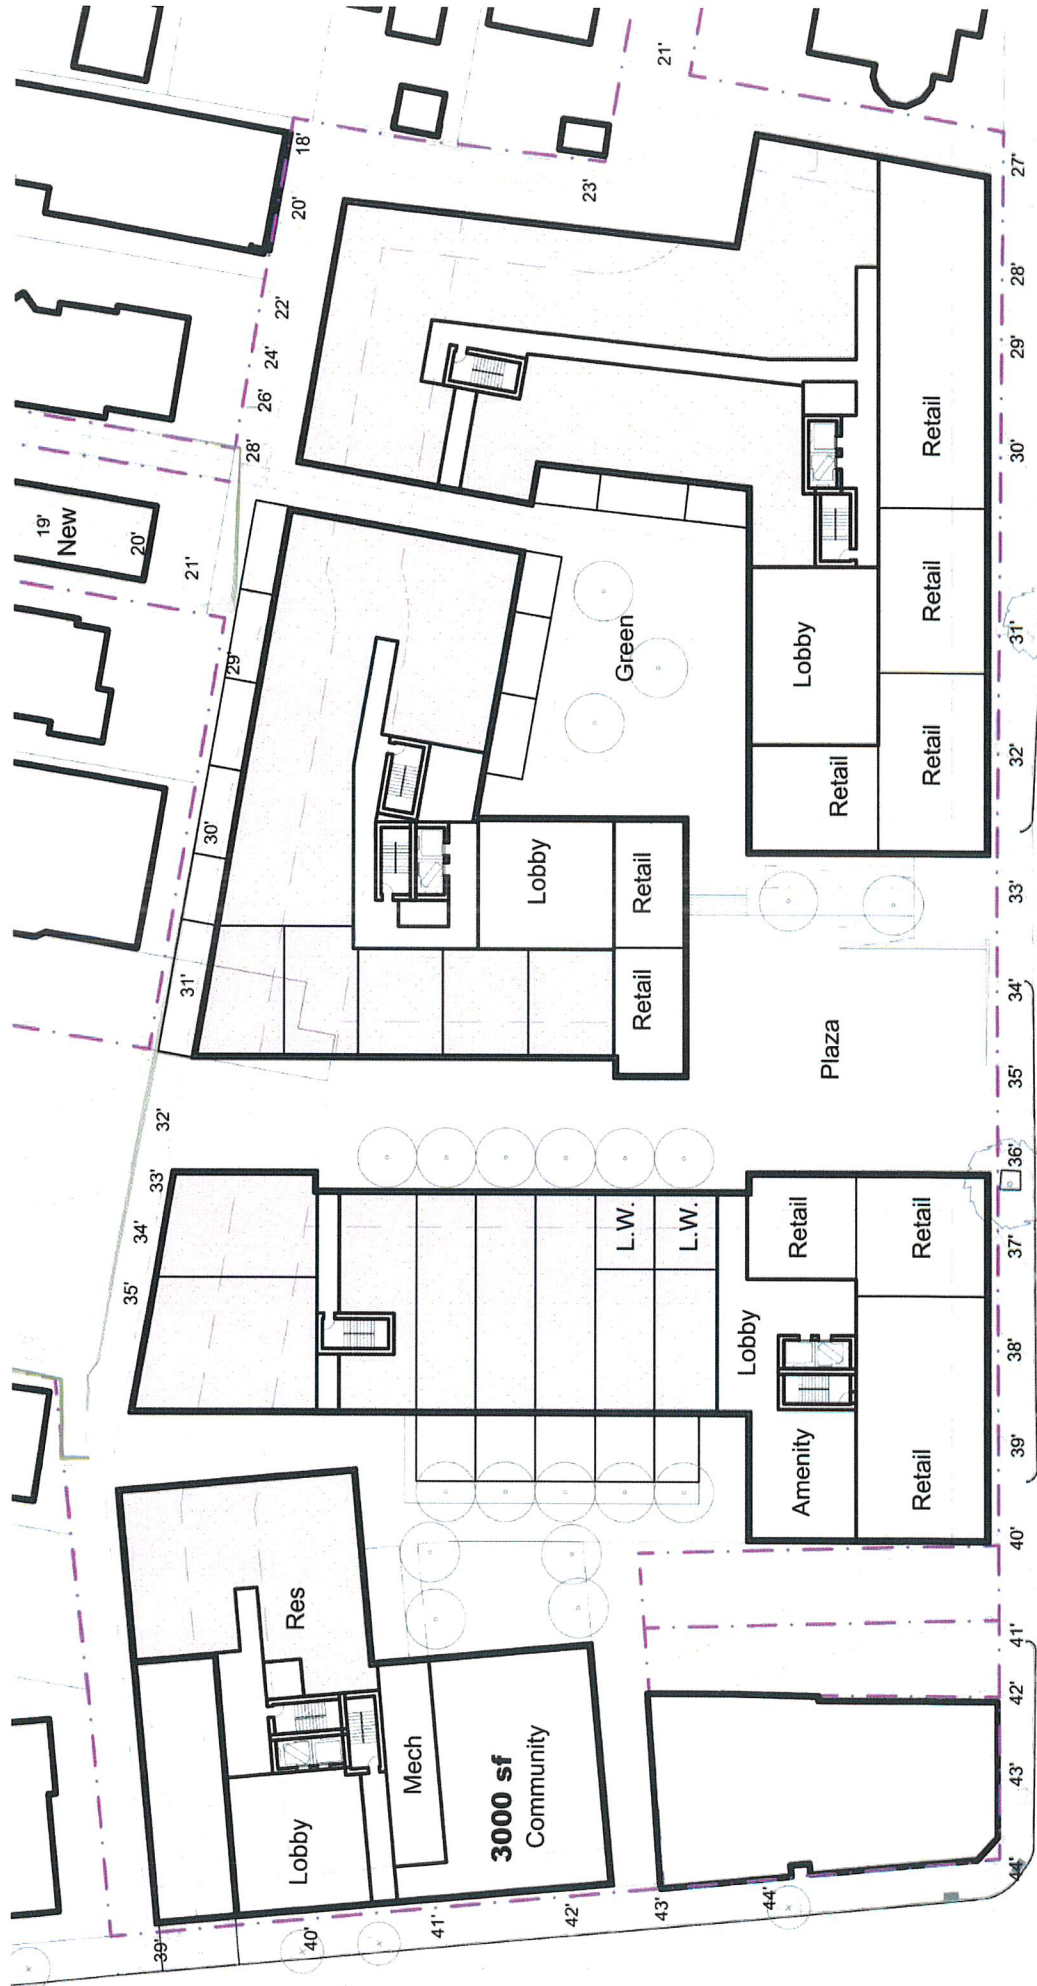 39'
40'
41'
42'
43'
44'
35'
34'
33'
32'
31'
30'
29'
21'
20'
19'
New
28'
26'
24'
22'
20'
18'
23'
21'
Lobby
Res
Mech
3000 sf
Community
L.W.
L.W.
Lobby
Amenity
Retail
Retail
Retail
Lobby
Retail
Retail
Green
Plaza
Lobby
Retail
Retail
Retail
Retail
44'
43'
42'
41'
40'
39'
38'
37'
36'
35'
34'
33'
32'
31'
30'
29'
28'
27'